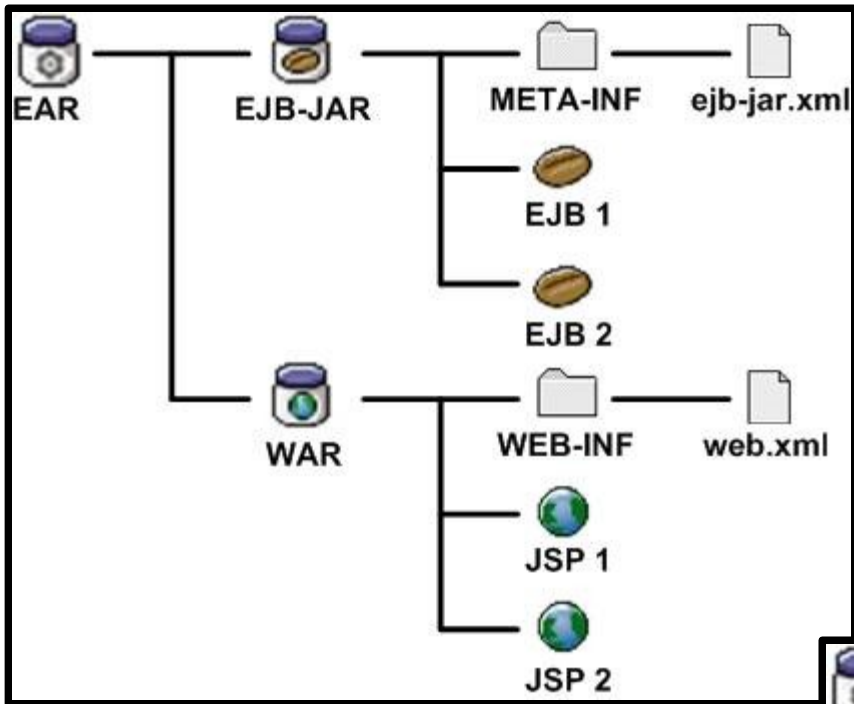 EAR EJB-JAR META-INF ejb-jar.xml
EJB 1
EJB 2
WAR WEB-INF web.xml
JSP 1
JSP 2